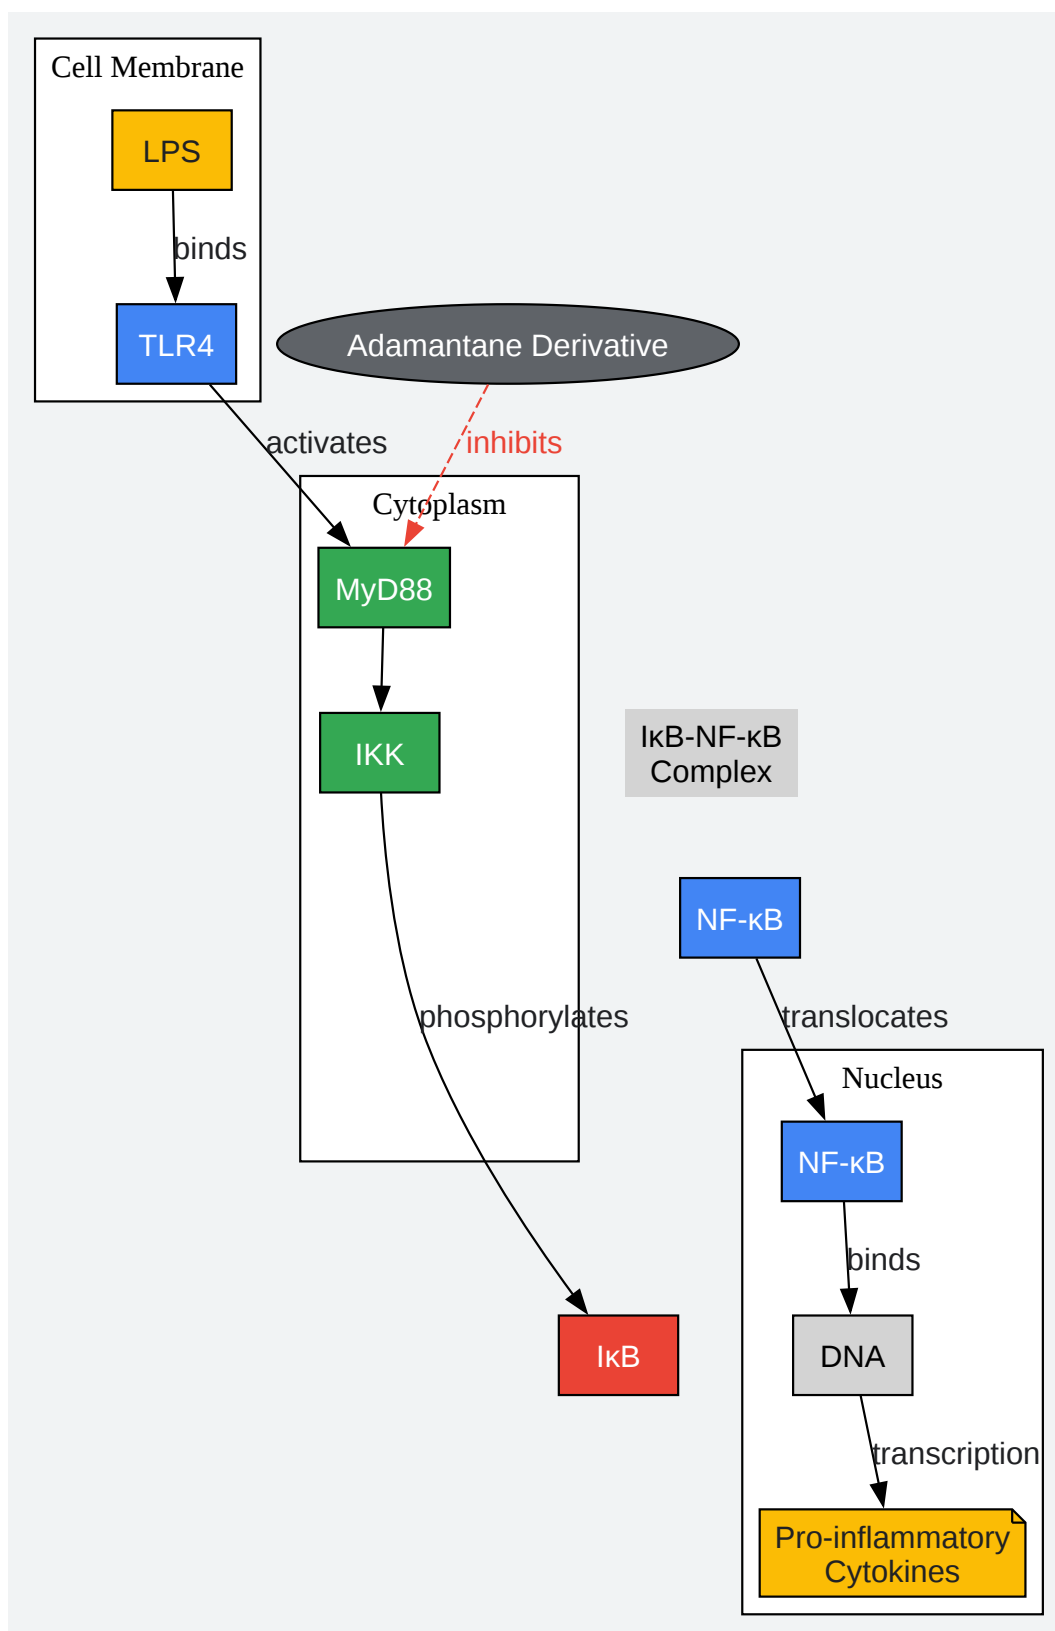 Cell Membrane
LPS
binds
TLR4
Adamantane Derivative
activates
inhibits
Cytoplasm
MyD88
IKK
IκB-NF-κB
Complex
NF-κB
phosphorylates
translocates
Nucleus
NF-κB
binds
IκB
DNA
transcription
Pro-inflammatory
Cytokines